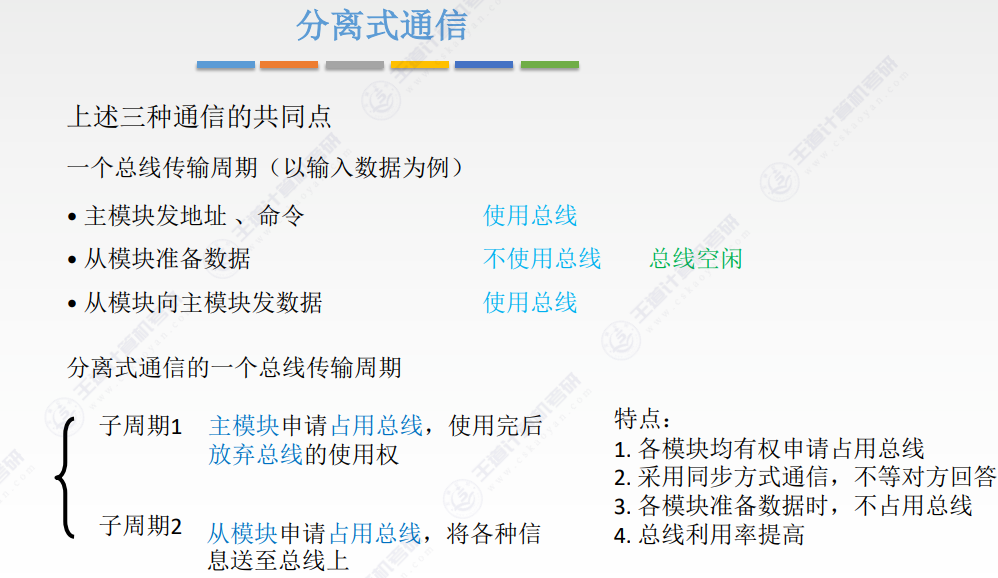 分离式通信
上述三种通信的共同点
一个总线传输周期（以输入数据为例）
• 主模块发地址 、命令 使用总线
• 从模块准备数据 不使用总线 总线空闲
• 从模块向主模块发数据 使用总线
分离式通信的一个总线传输周期
子周期1 主模块申请占用总线，使用完后
放弃总线的使用权
子周期2 从模块申请占用总线，将各种信
息送至总线上
特点：
1. 各模块均有权申请占用总线
2. 采用同步方式通信，不等对方回答
3. 各模块准备数据时，不占用总线
4. 总线利用率提高
王道计算机考研